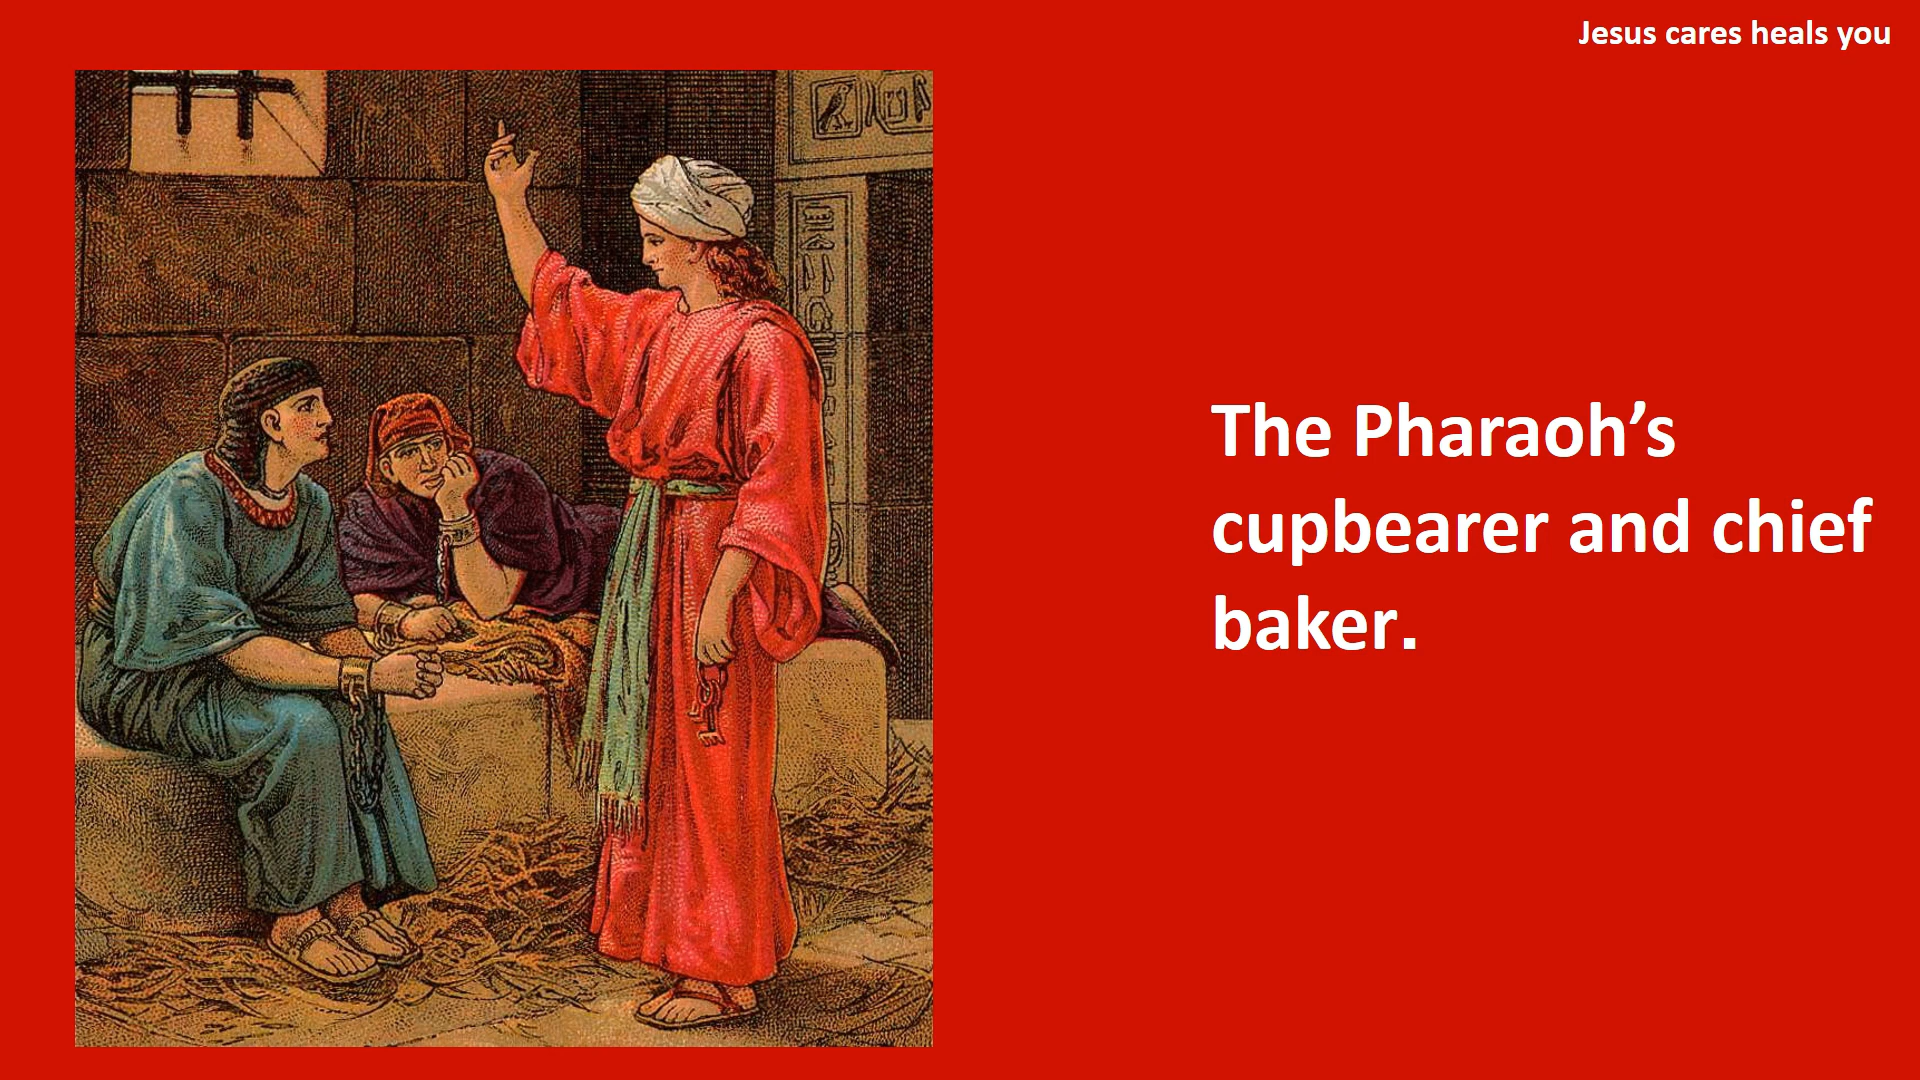 Jesus cares heals you
The Pharaoh’s
cupbearer and chief
baker.